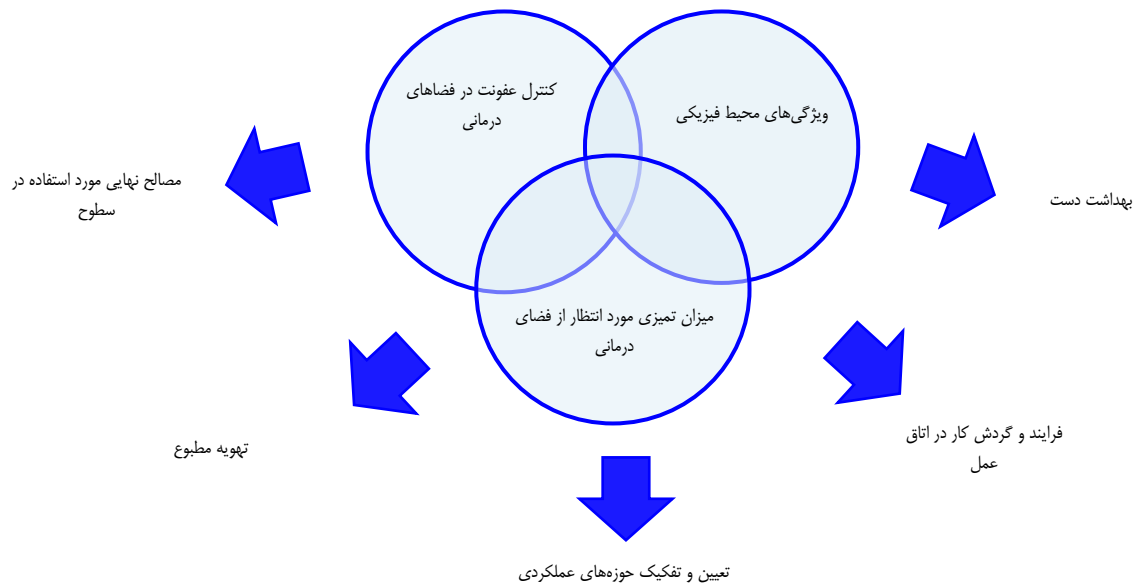 کنترل عفونت در فضاهای
درمانی
ویژگی‌های محیط فیزیکی
میزان تمیزی مورد انتظار از فضای
درمانی
مصالح نهایی مورد استفاده در
سطوح
بهداشت دست
تهویه مطبوع
فرایند و گردش کار در اتاق
عمل
تعیین و تفکیک حوزه‌های عملکردی